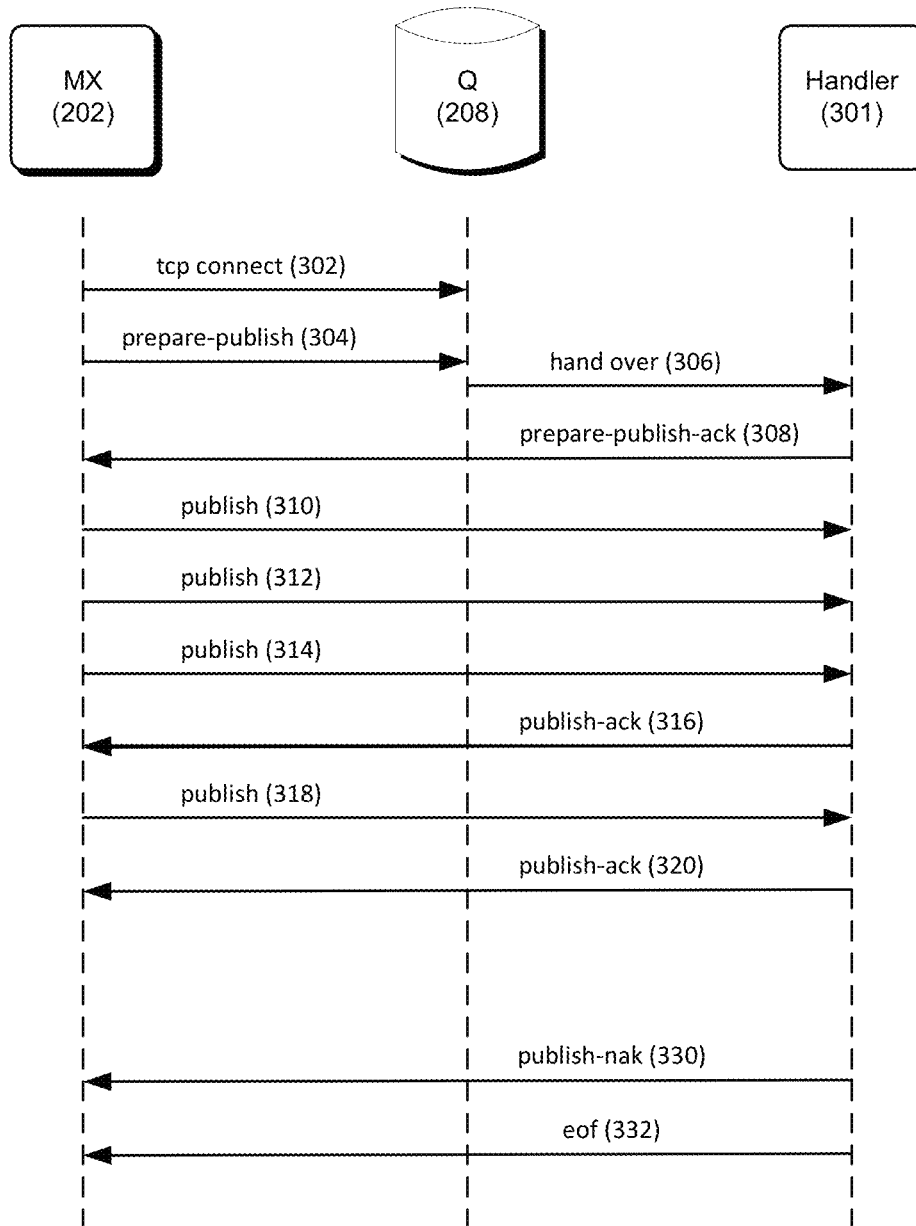 MX
(202)
Q
(208)
Handler
(301)
tcp connect (302)
prepare-publish (304)
hand over (306)
prepare-publish-ack (308)
publish (310)
publish (312)
publish (314)
publish-ack (316)
publish (318)
publish-ack (320)
publish-nak (330)
eof (332)